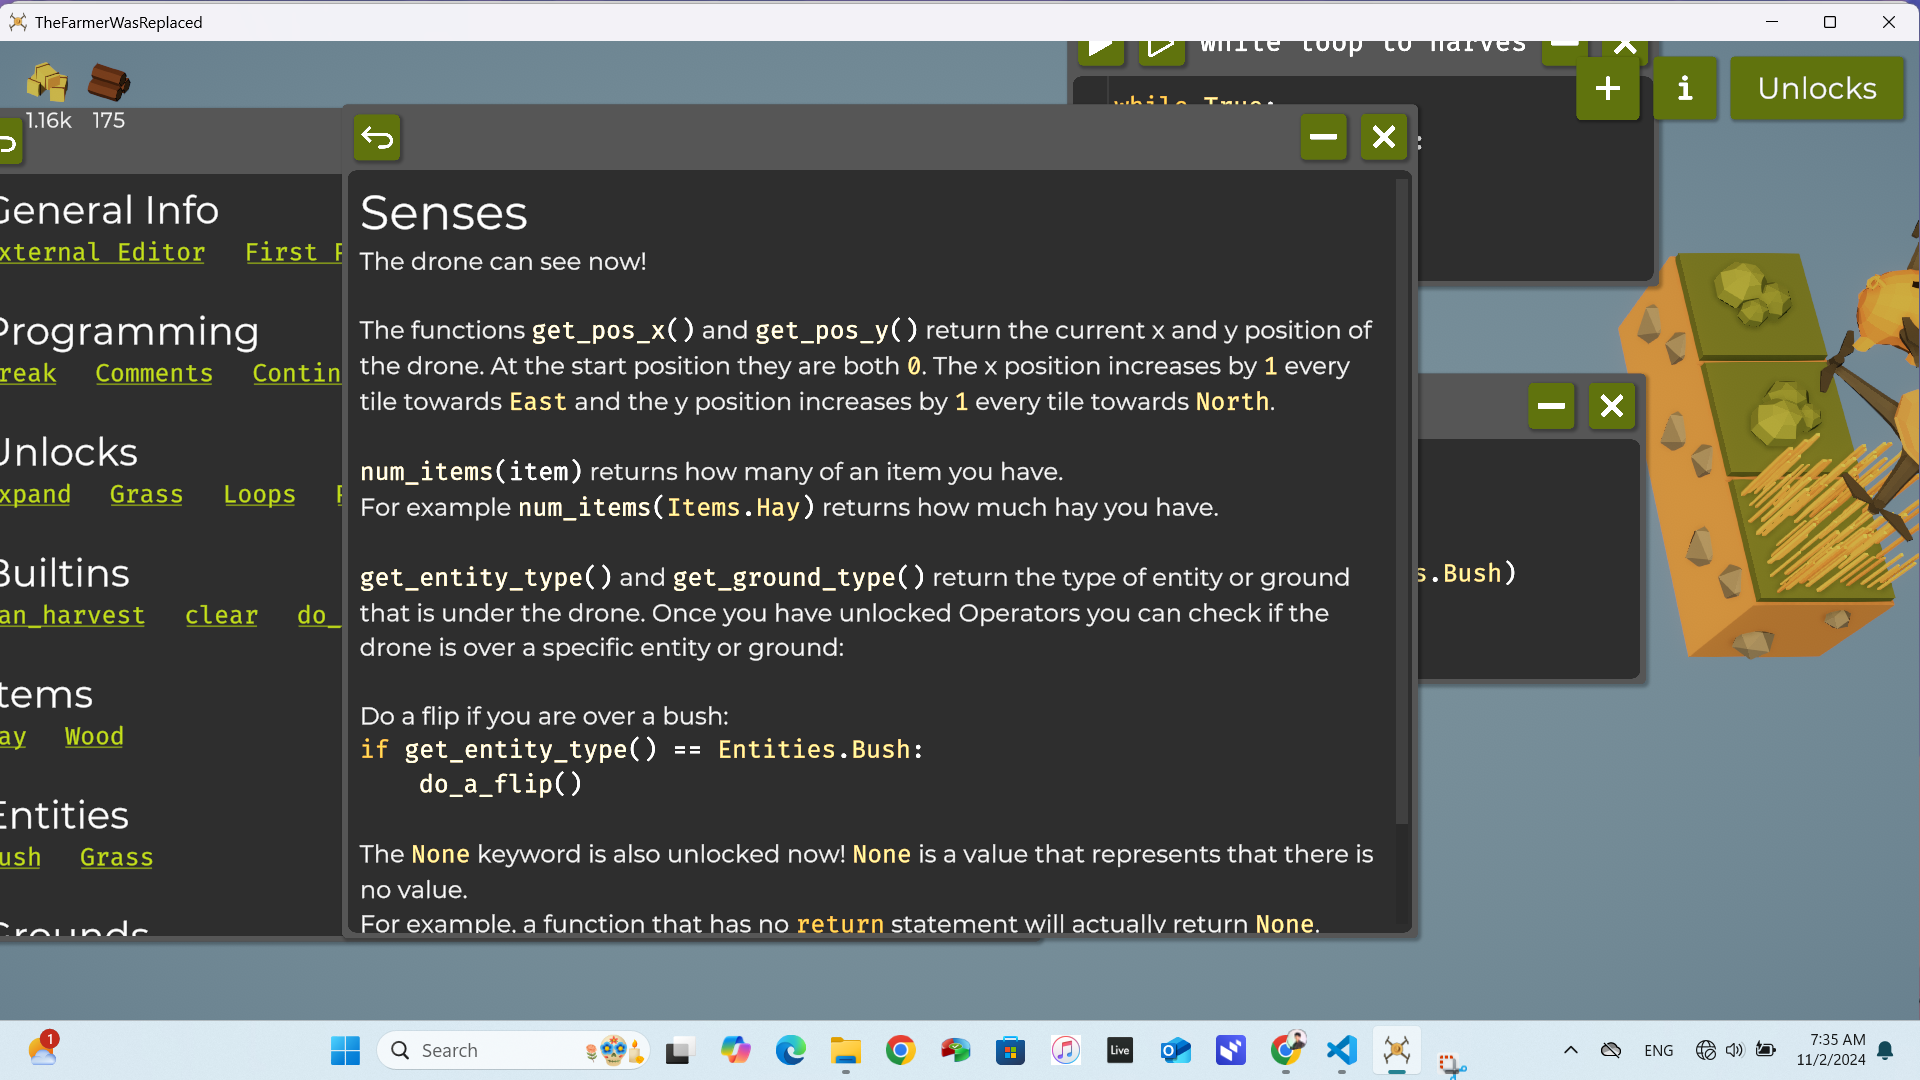 TheFarmerWasReplaced
1.16k 175
while loop to harves
+ i Unlocks
while True:
:
General Info
xternal Editor First
Programming
reak Comments Contin
Unlocks
xpand Grass Loops
Builtins
an_harvest clear do_
tems
ay Wood
Entities
ush Grass
Grounds
Senses
The drone can see now!
The functions get_pos_x() and get_pos_y() return the current x and y position of
the drone. At the start position they are both 0. The x position increases by 1 every
tile towards East and the y position increases by 1 every tile towards North.
num_items(item) returns how many of an item you have.
For example num_items(Items.Hay) returns how much hay you have.
get_entity_type() and get_ground_type() return the type of entity or ground
that is under the drone. Once you have unlocked Operators you can check if the
drone is over a specific entity or ground:
Do a flip if you are over a bush:
if get_entity_type() == Entities.Bush:
do_a_flip()
The None keyword is also unlocked now! None is a value that represents that there is
no value.
For example, a function that has no return statement will actually return None.
s.Bush)
1
Search
Live
ENG
7:35 AM
11/2/2024